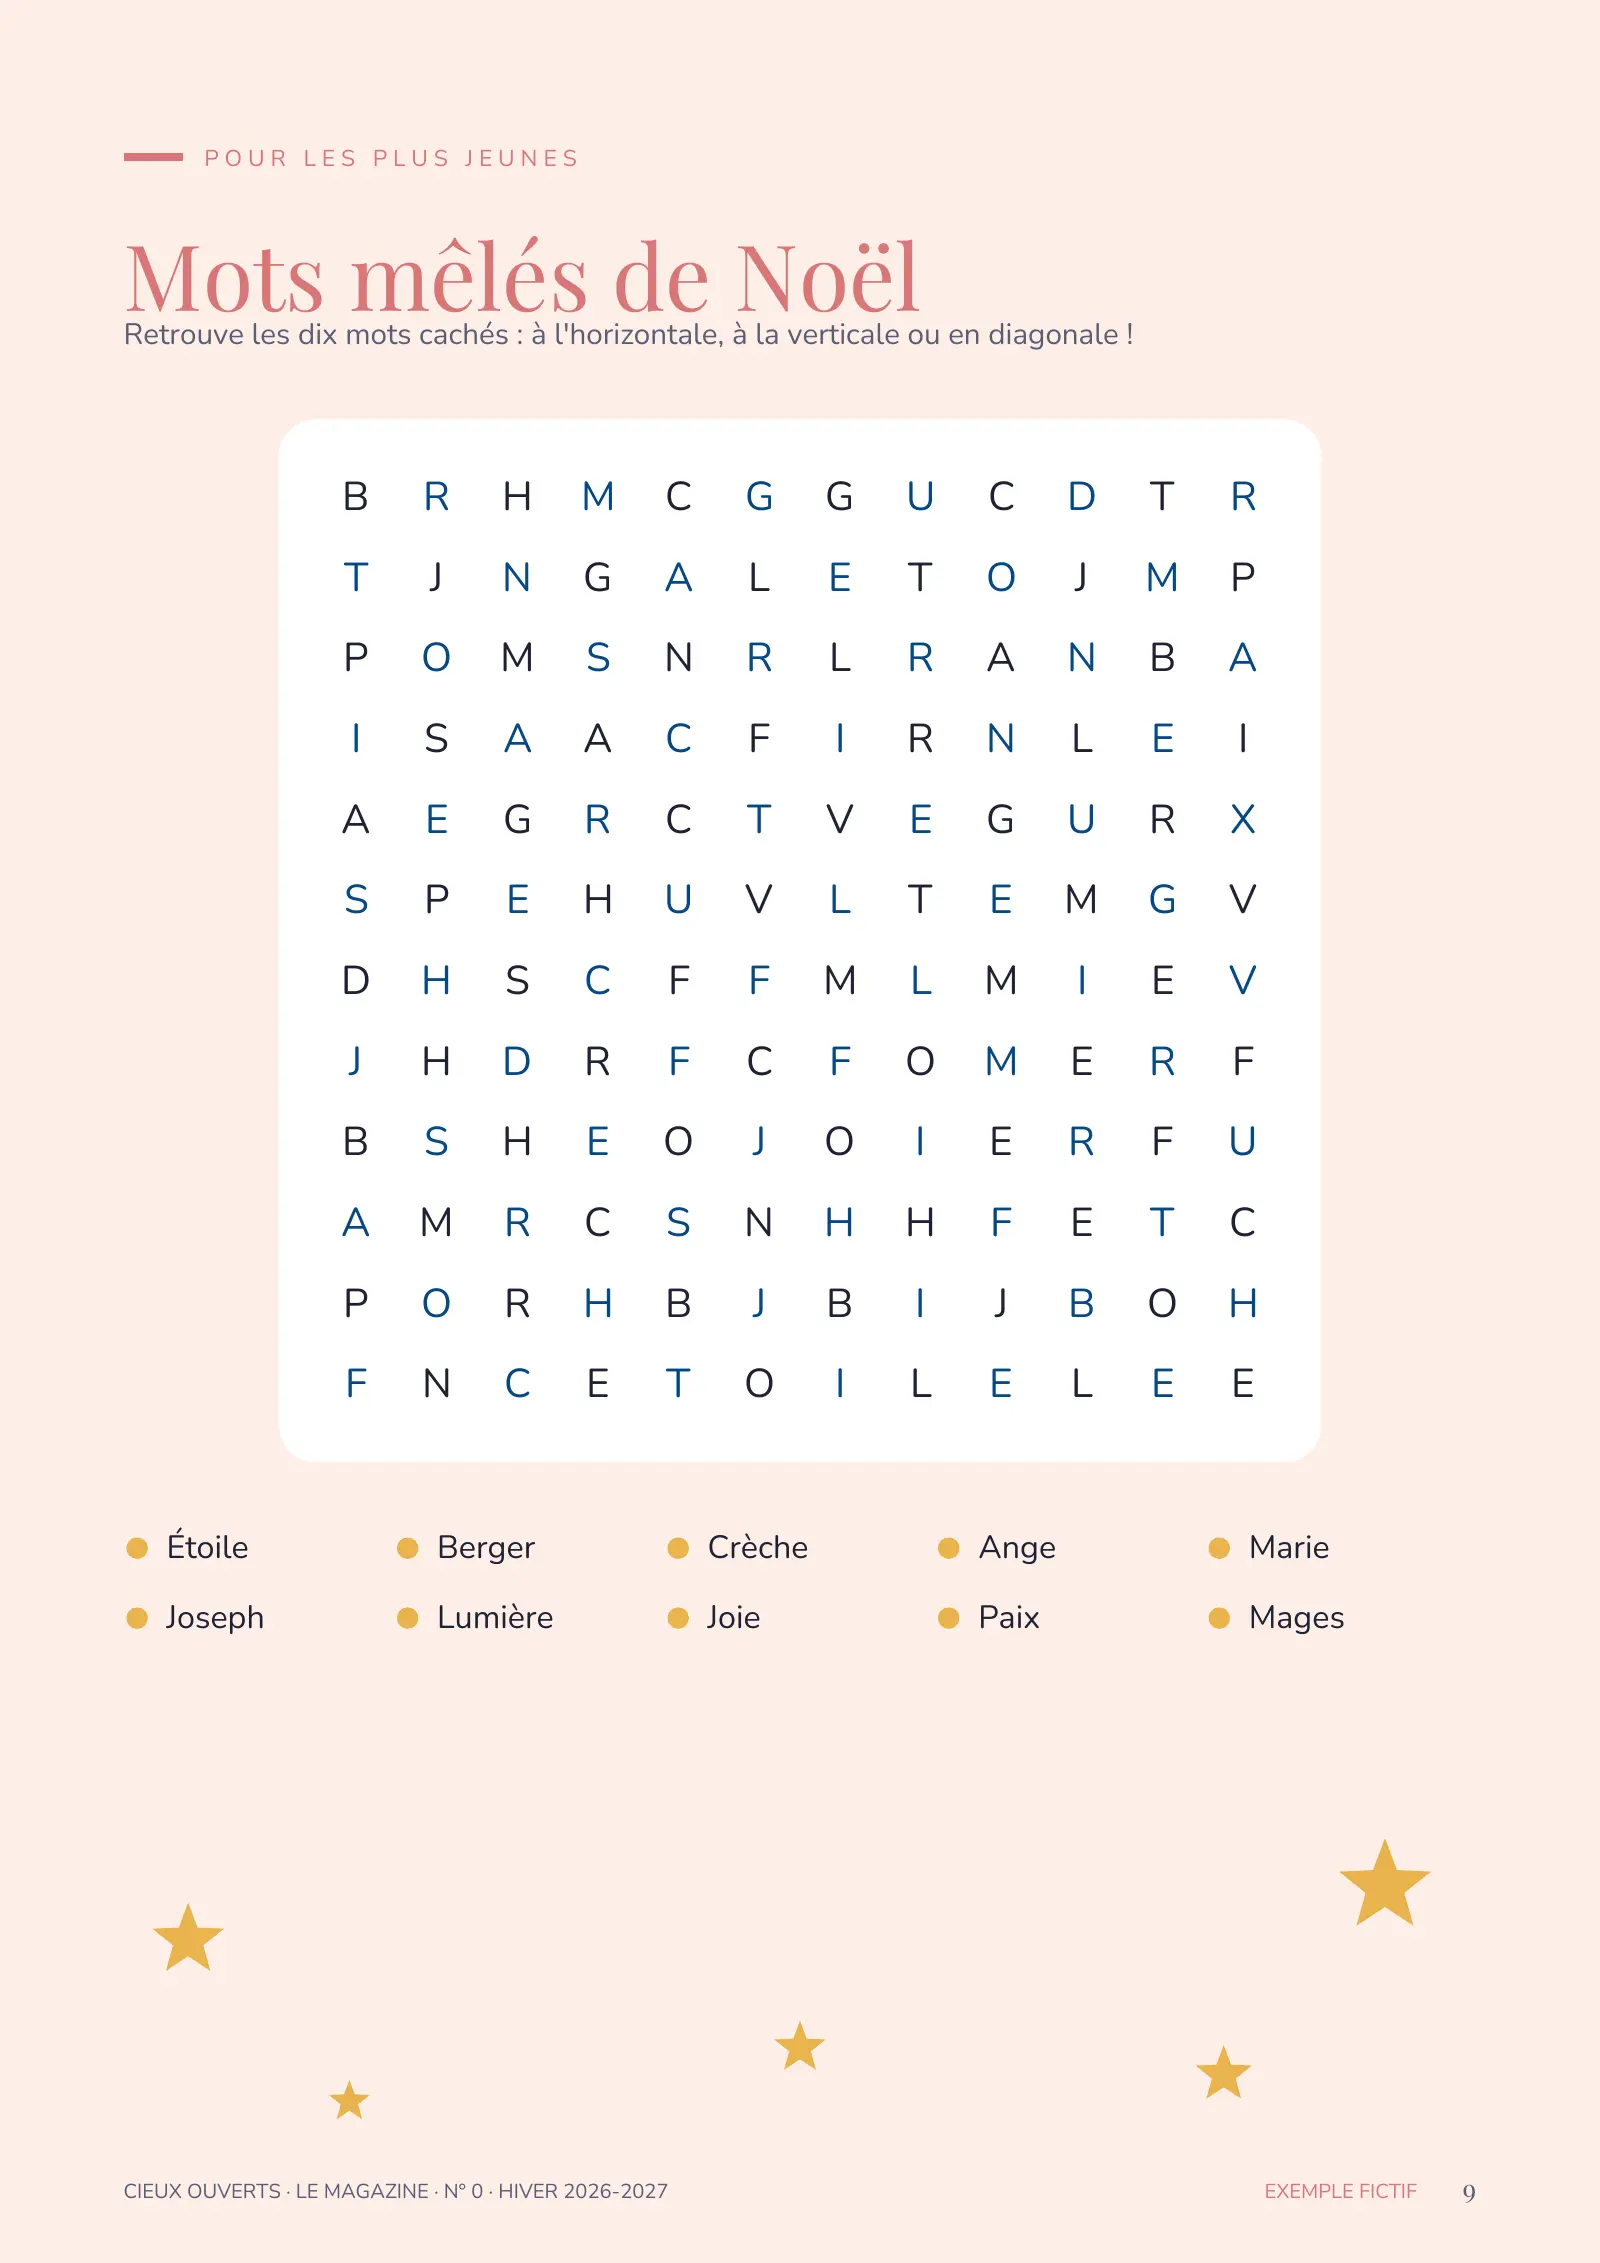 POUR LES PLUS JEUNES
Mots mêlés de Noël
Retrouve les dix mots cachés : à l'horizontale, à la verticale ou en diagonale !
B R H M C G G U C D T R
T J N G A L E T O J M P
P O M S N R L R A N B A
I S A A C F I R N L E I
A E G R C T V E G U R X
S P E H U V L T E M G V
D H S C F F M L M I E V
J H D R F C F O M E R F
B S H E O J O I E R F U
A M R C S N H H F E T C
P O R H B J B I J B O H
F N C E T O I L E L E E
Étoile Berger Crèche Ange Marie
Joseph Lumière Joie Paix Mages
CIEUX OUVERTS · LE MAGAZINE · N° 0 · HIVER 2026-2027 EXEMPLE FICTIF 9